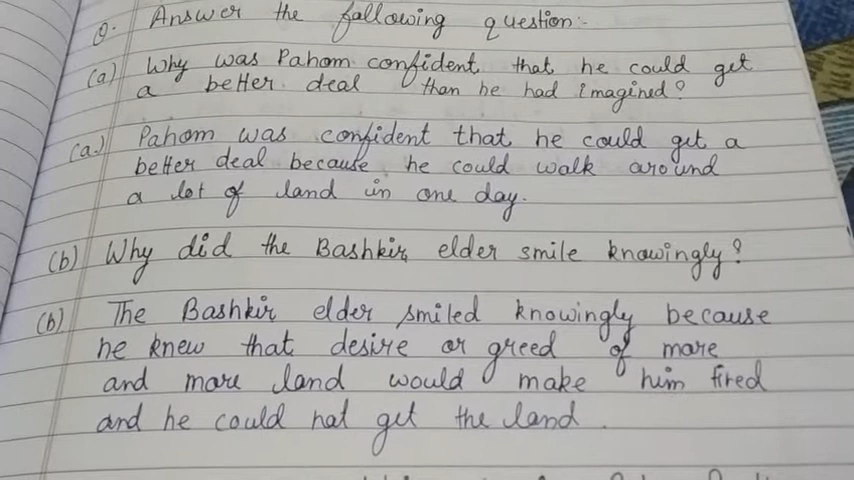 Q. Answer the following question:-
(a) Why was Pahom confident that he could get
a better deal than he had imagined?
(a.) Pahom was confident that he could get a
better deal because he could walk around
a lot of land in one day.
(b) Why did the Bashkir elder smile knowingly?
(b) The Bashkir elder smiled knowingly because
he knew that desire or greed of more
and more land would make him tired
and he could not get the land.